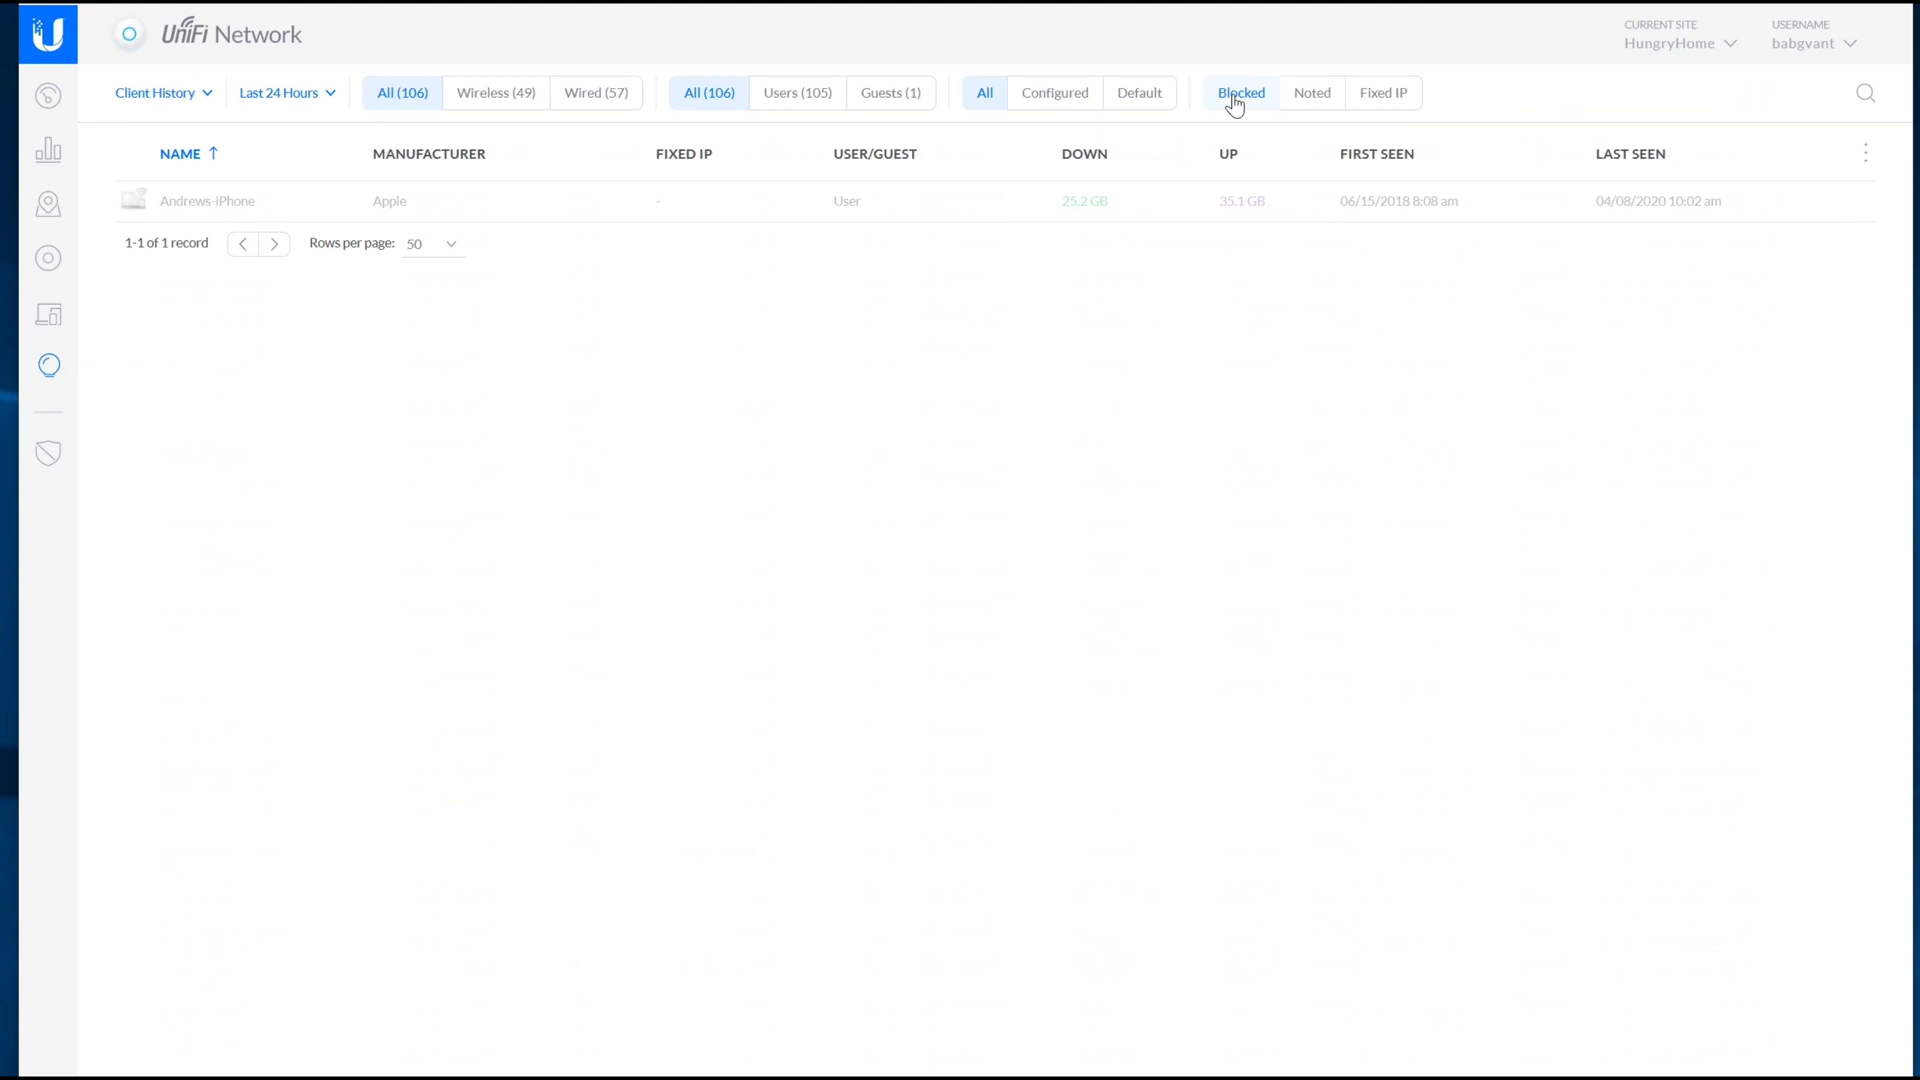 UniFi Network
CURRENT SITE
HungryHome
USERNAME
babgvant
Client History
Last 24 Hours
All (106) Wireless (49) Wired (57)
All (106) Users (105) Guests (1)
All Configured Default
Blocked Noted Fixed IP
NAME ↑ MANUFACTURER FIXED IP USER/GUEST DOWN UP FIRST SEEN LAST SEEN
Andrews-iPhone Apple - User 25.2 GB 35.1 GB 06/15/2018 8:08 am 04/08/2020 10:02 am
1-1 of 1 record Rows per page: 50